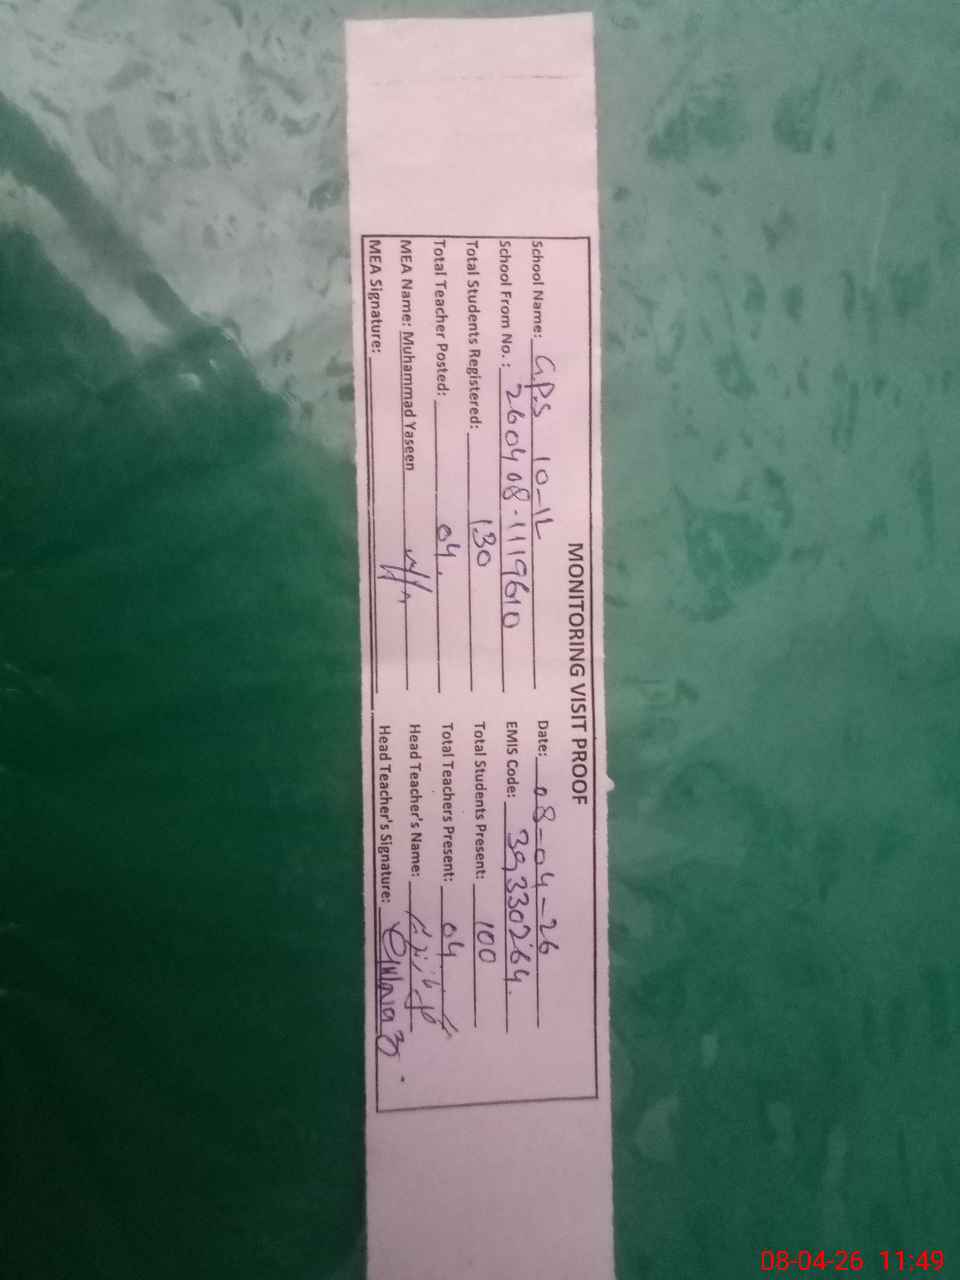 MONITORING VISIT PROOF
School Name: G.P.S 10-1L Date: 08-04-26
School From No. : 260408-1119610 EMIS Code: 39330264.
Total Students Registered: 130 Total Students Present: 100
Total Teacher Posted: 04. Total Teachers Present: 04
MEA Name: Muhammad Yaseen Head Teacher's Name:
MEA Signature: Head Teacher's Signature:
08-04-26 11:49